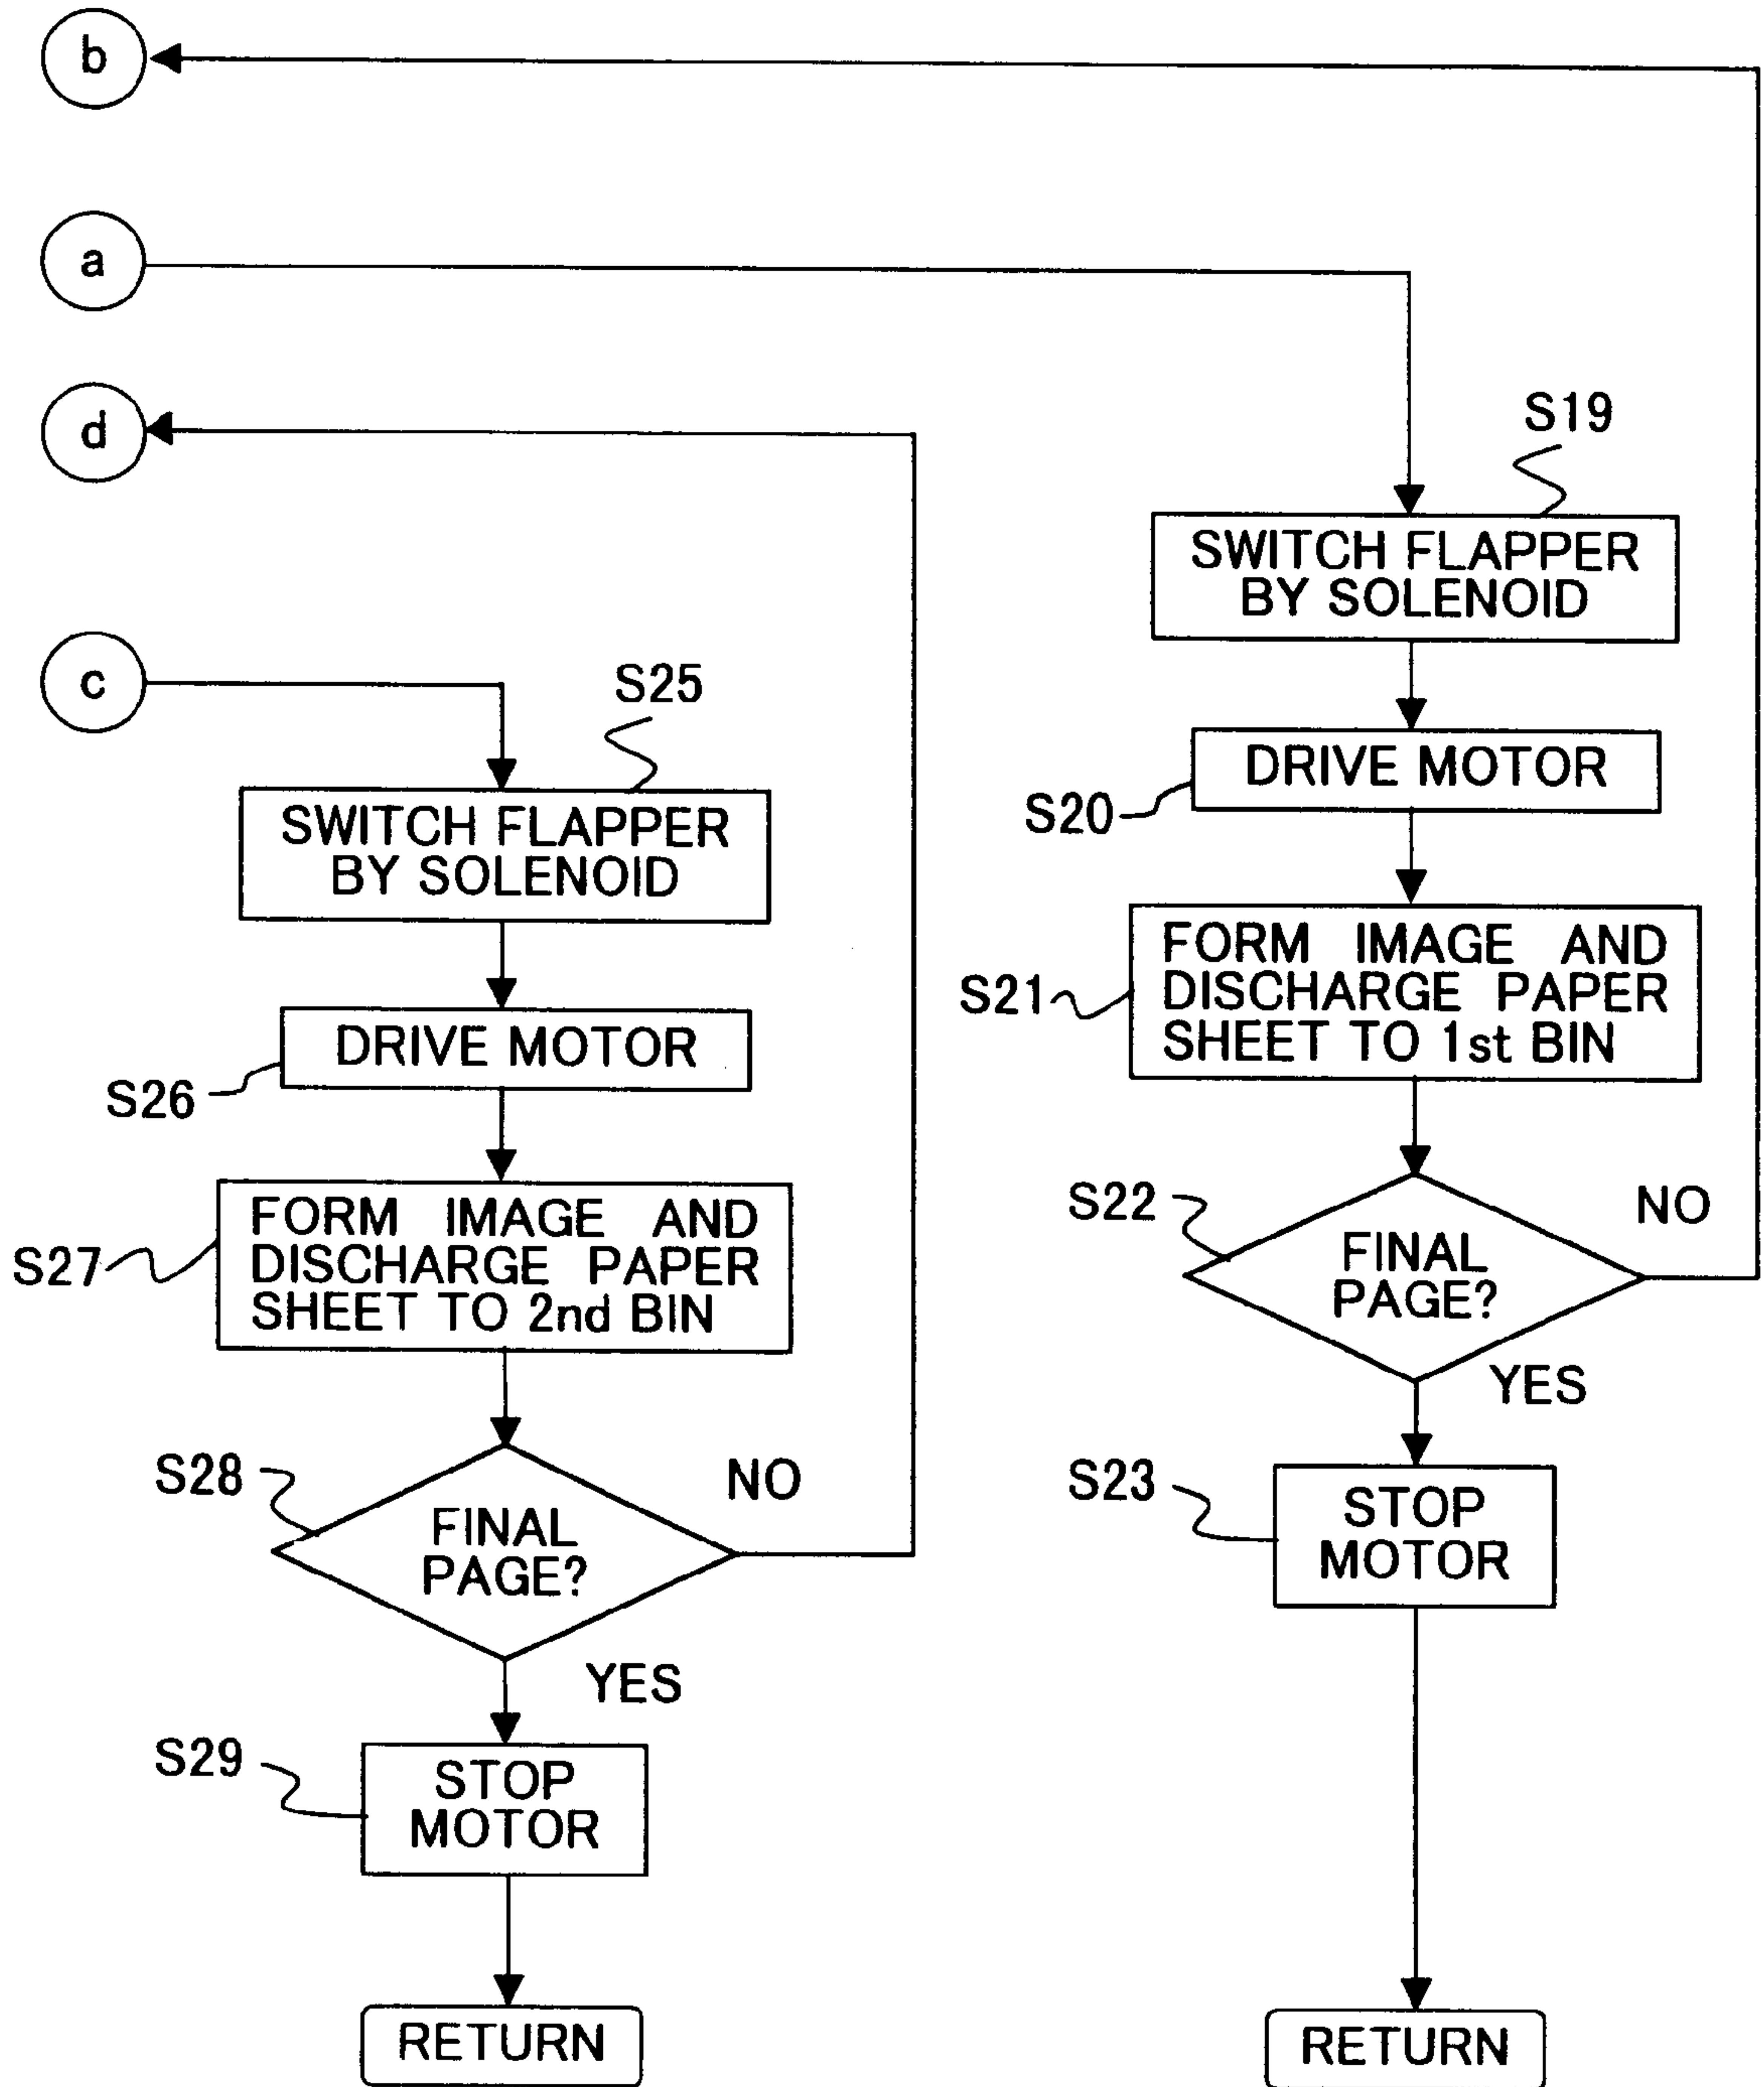 b
a
d
c
S19
SWITCH FLAPPER
BY SOLENOID
S20
DRIVE MOTOR
S21
FORM IMAGE AND
DISCHARGE PAPER
SHEET TO 1st BIN
S22
FINAL
PAGE?
NO
YES
S23
STOP
MOTOR
RETURN
S25
SWITCH FLAPPER
BY SOLENOID
S26
DRIVE MOTOR
S27
FORM IMAGE AND
DISCHARGE PAPER
SHEET TO 2nd BIN
S28
FINAL
PAGE?
NO
YES
S29
STOP
MOTOR
RETURN